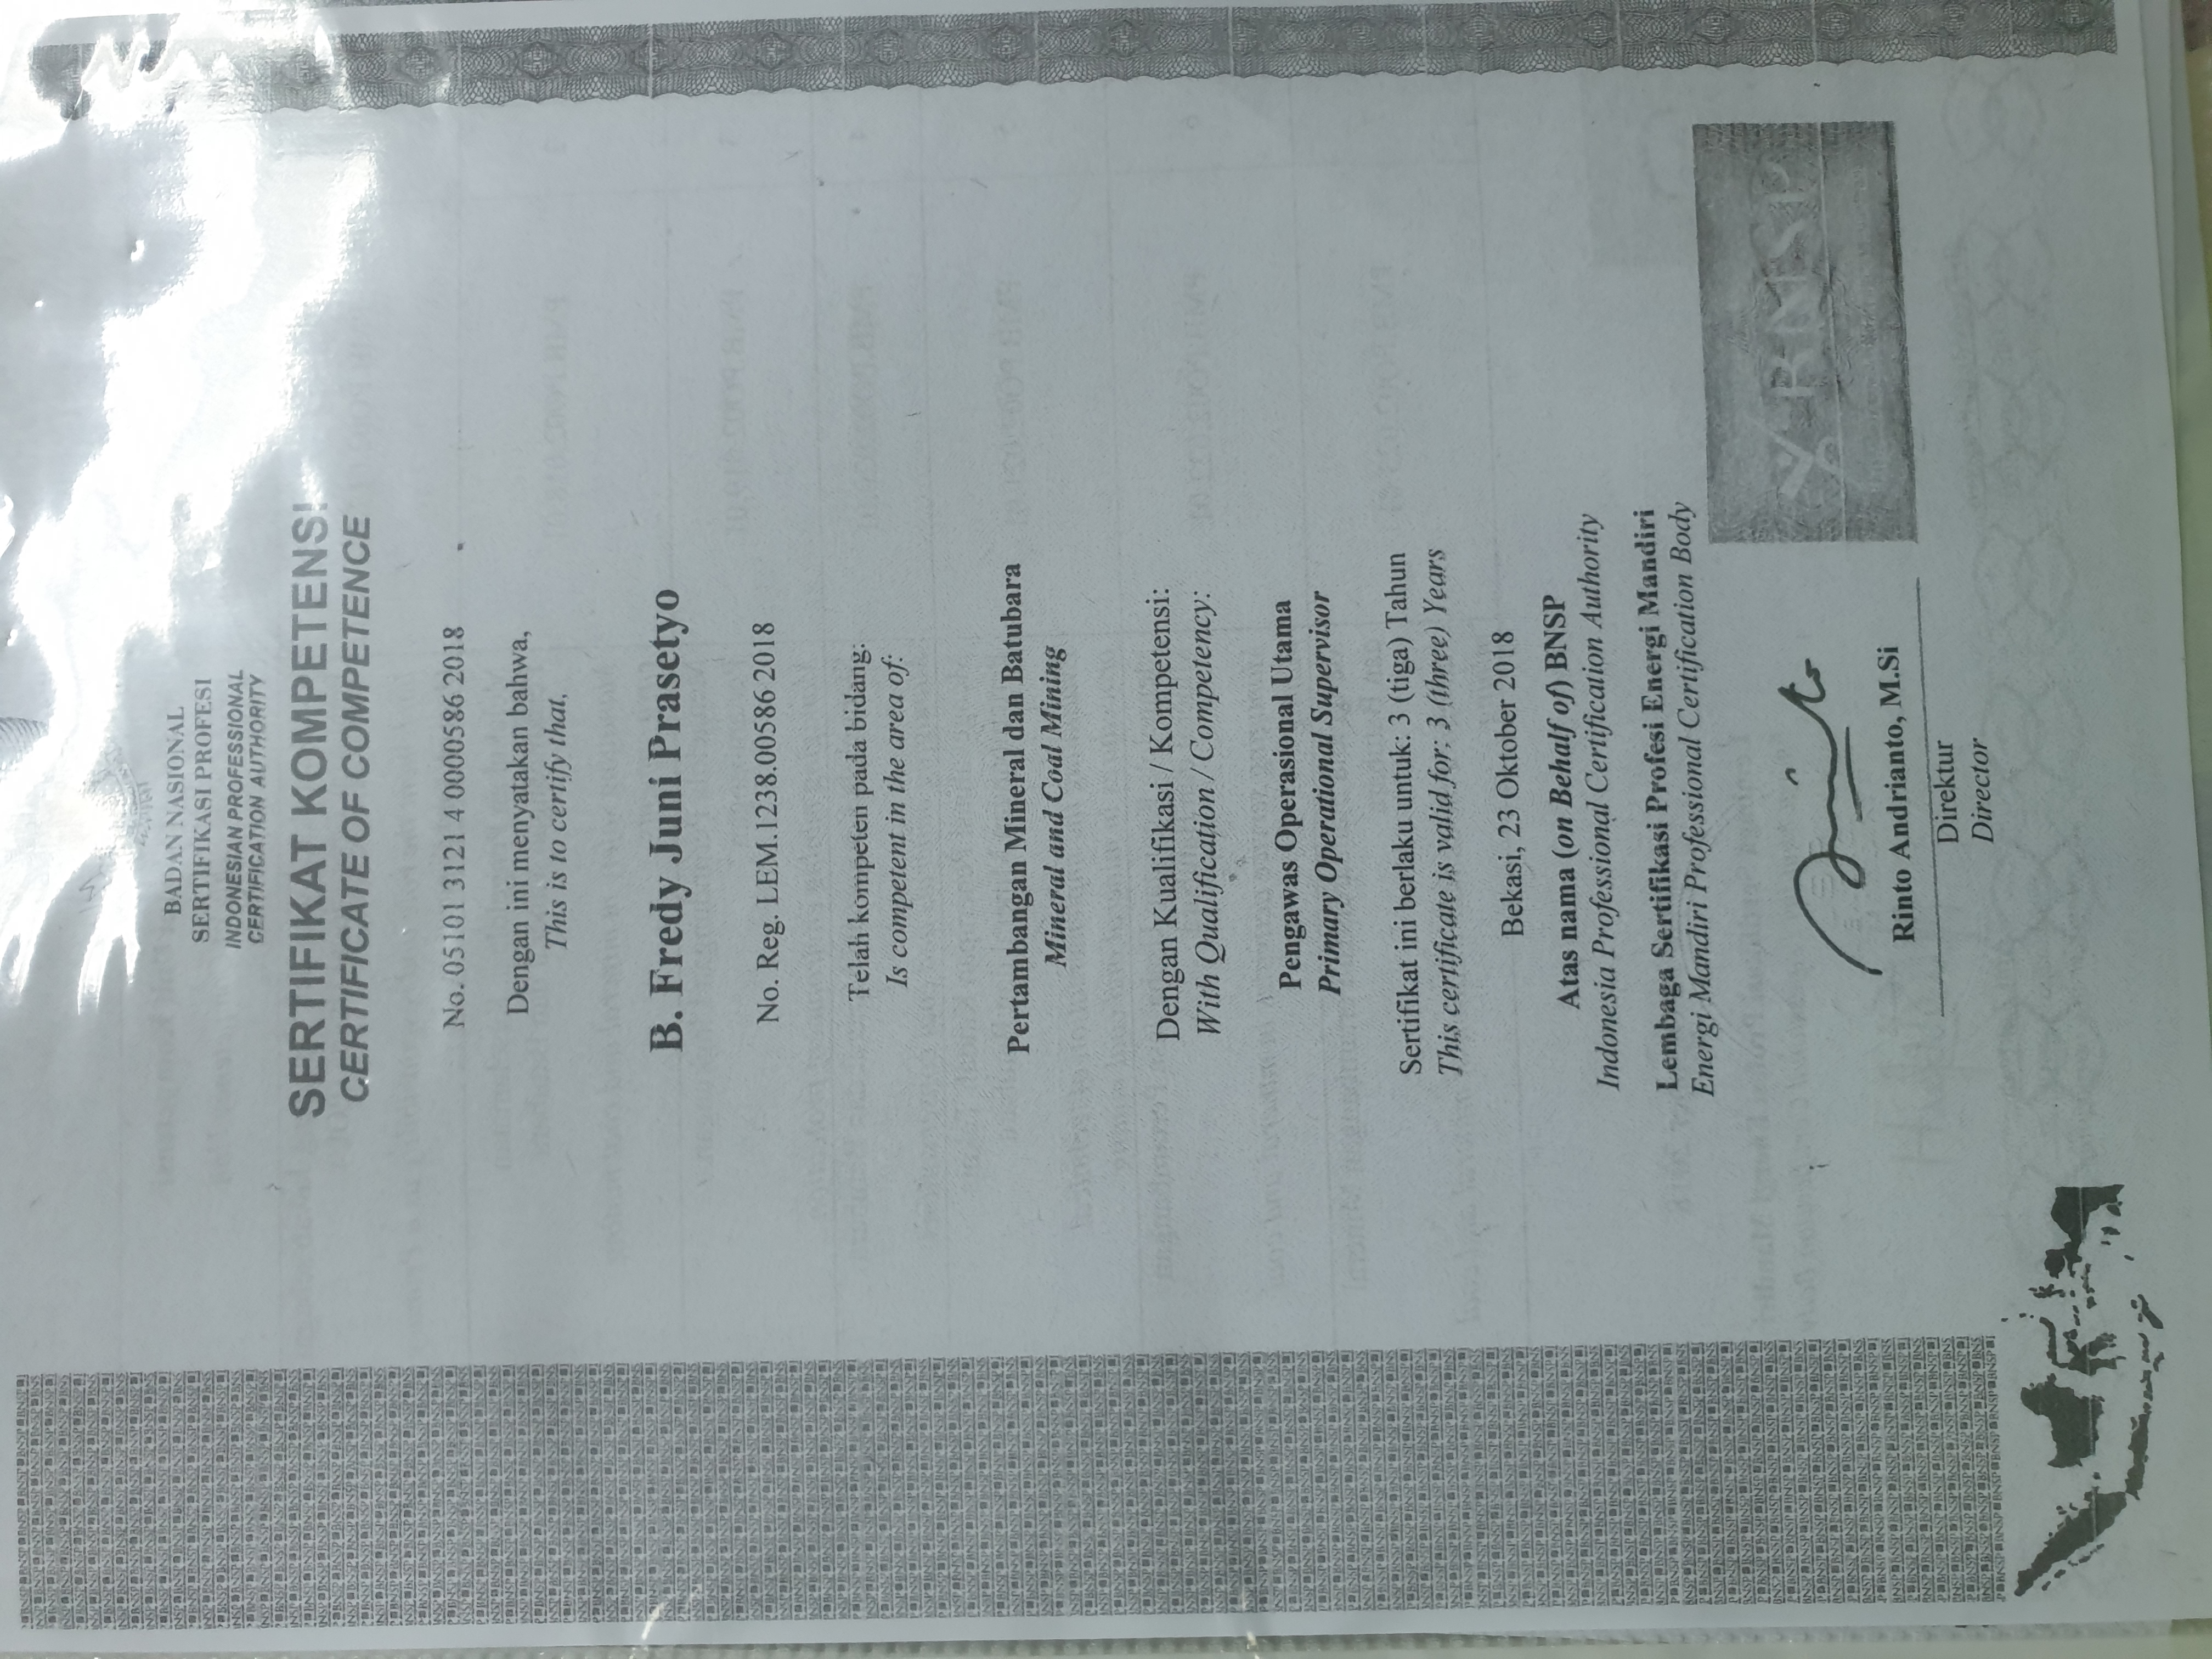 BADAN NASIONAL
SERTIFIKASI PROFESI
INDONESIAN PROFESSIONAL
CERTIFICATION AUTHORITY
SERTIFIKAT KOMPETENSI
CERTIFICATE OF COMPETENCE
No. 05101 3121 4 0000586 2018
Dengan ini menyatakan bahwa,
This is to certify that,
B. Fredy Juni Prasetyo
No. Reg. LEM.1238.00586 2018
Telah kompeten pada bidang:
Is competent in the area of:
Pertambangan Mineral dan Batubara
Mineral and Coal Mining
Dengan Kualifikasi / Kompetensi:
With Qualification / Competency:
Pengawas Operasional Utama
Primary Operational Supervisor
Sertifikat ini berlaku untuk: 3 (tiga) Tahun
This certificate is valid for: 3 (three) Years
Bekasi, 23 Oktober 2018
Atas nama (on Behalf of) BNSP
Indonesia Professional Certification Authority
Lembaga Sertifikasi Profesi Energi Mandiri
Energi Mandiri Professional Certification Body
BNSP
Rinto Andrianto, M.Si
Direktur
Director